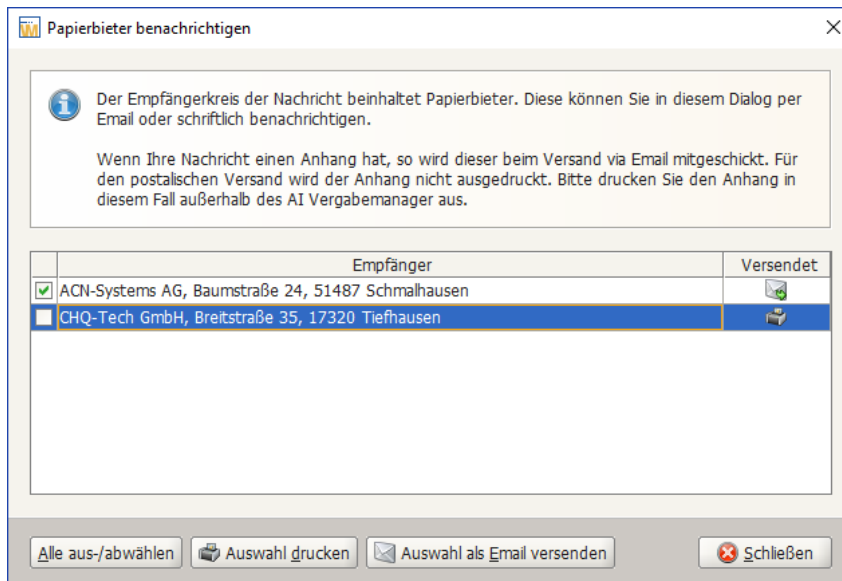 Papierbieter benachrichtigen
Der Empfängerkreis der Nachricht beinhaltet Papierbieter. Diese können Sie in diesem Dialog per
Email oder schriftlich benachrichtigen.
Wenn Ihre Nachricht einen Anhang hat, so wird dieser beim Versand via Email mitgeschickt. Für
den postalischen Versand wird der Anhang nicht ausgedruckt. Bitte drucken Sie den Anhang in
diesem Fall außerhalb des AI Vergabemanager aus.
Empfänger Versendet
ACN-Systems AG, Baumstraße 24, 51487 Schmalhausen
CHQ-Tech GmbH, Breitstraße 35, 17320 Tiefhausen
Alle aus-/abwählen Auswahl drucken Auswahl als Email versenden Schließen